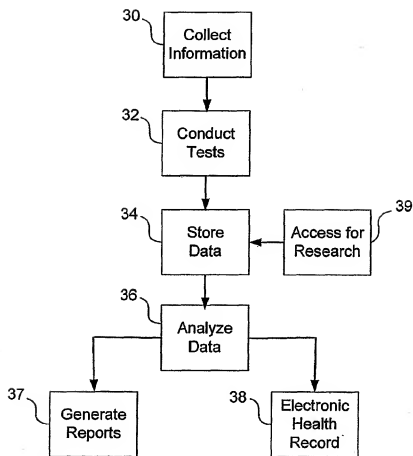 30
Collect
Information
32
Conduct
Tests
34
Store
Data
Access for
Research
39
36
Analyze
Data
37
Generate
Reports
38
Electronic
Health
Record